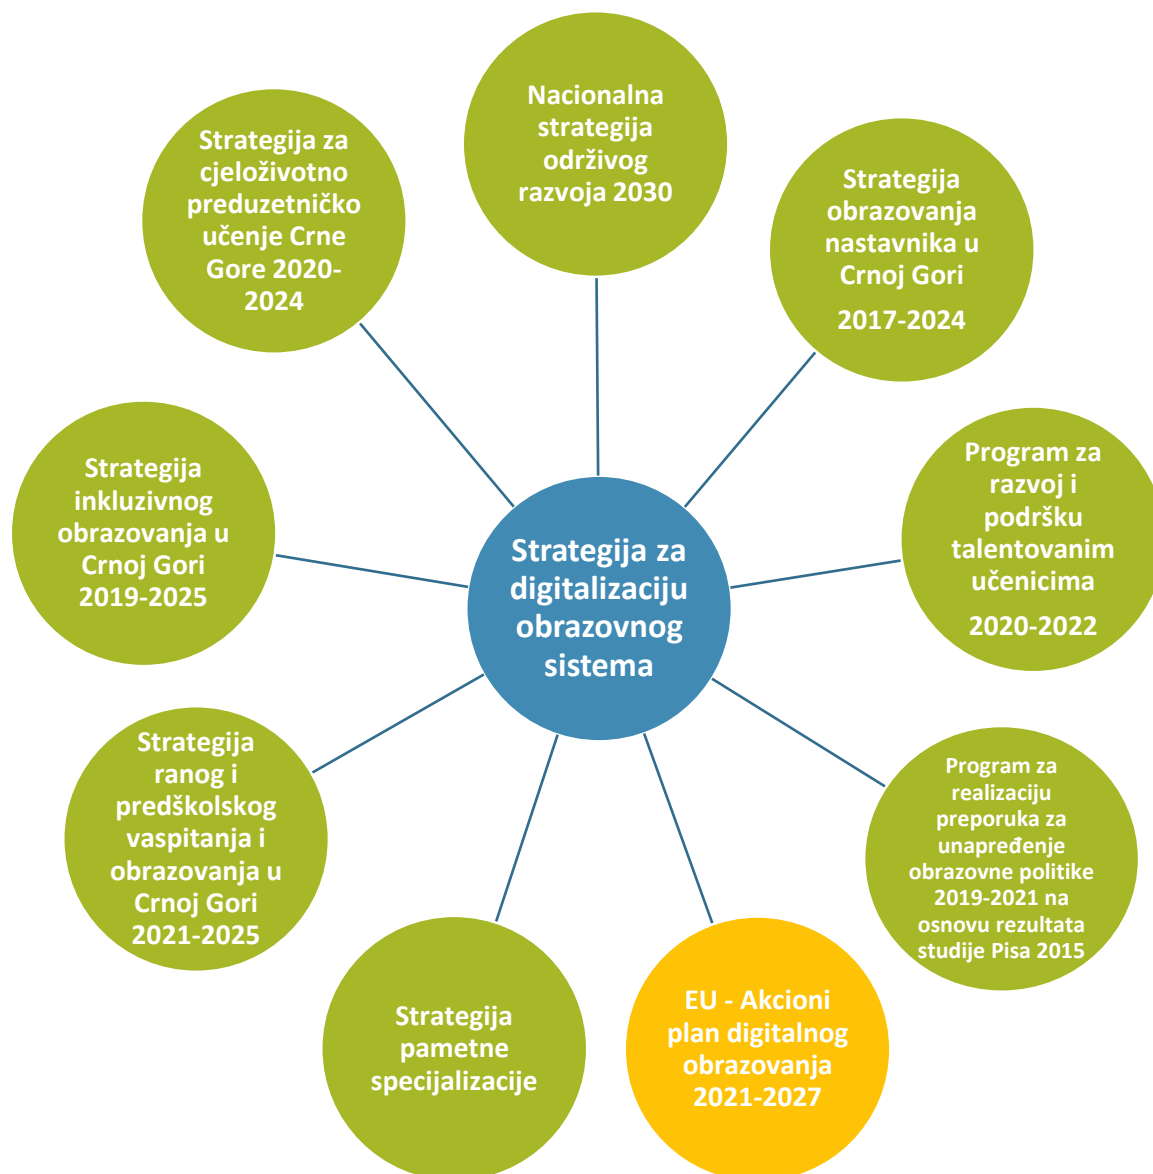 Nacionalna
strategija
održivog
razvoja 2030
Strategija
obrazovanja
nastavnika u
Crnoj Gori
2017-2024
Program za
razvoj i
podršku
talentovanim
učenicima
2020-2022
Program za
realizaciju
preporuka za
unapređenje
obrazovne politike
2019-2021 na
osnovu rezultata
studije Pisa 2015
EU - Akcioni
plan digitalnog
obrazovanja
2021-2027
Strategija
pametne
specijalizacije
Strategija
ranog i
predškolskog
vaspitanja i
obrazovanja u
Crnoj Gori
2021-2025
Strategija
inkluzivnog
obrazovanja u
Crnoj Gori
2019-2025
Strategija za
cjeloživotno
preduzetničko
učenje Crne
Gore 2020-
2024
Strategija za
digitalizaciju
obrazovnog
sistema